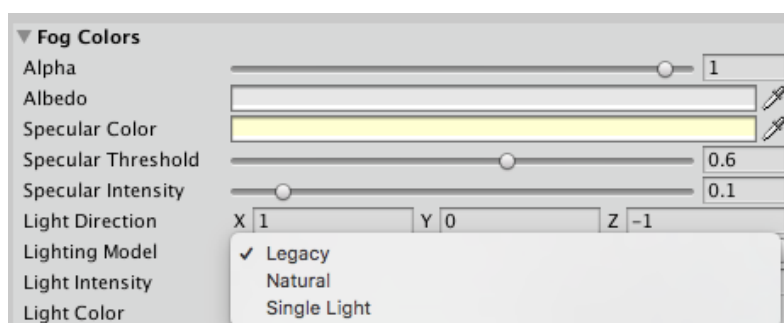 Fog Colors
Alpha 1
Albedo
Specular Color
Specular Threshold 0.6
Specular Intensity 0.1
Light Direction X 1 Y 0 Z -1
Lighting Model ✓ Legacy
Light Intensity Natural
Light Color Single Light